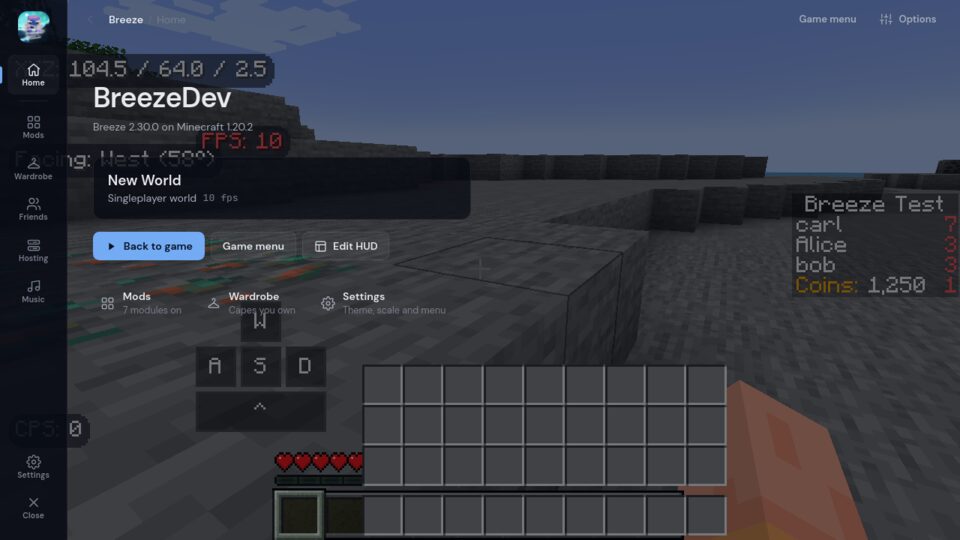 Breeze / Home
Game menu
Options
Home
XYZ: 104.5 / 64.0 / 2.5
BreezeDev
Breeze 2.30.0 on Minecraft 1.20.2
FPS: 10
Mods
Facing: West (58°)
Wardrobe
New World
Singleplayer world 10 fps
Friends
Breeze Test
carl 7
Alice 3
bob 3
Coins: 1,250 1
Back to game
Game menu
Edit HUD
Hosting
Music
Mods
7 modules on
Wardrobe
Capes you own
Settings
Theme, scale and menu
W
A S D
^
CPS: 0
Settings
Close